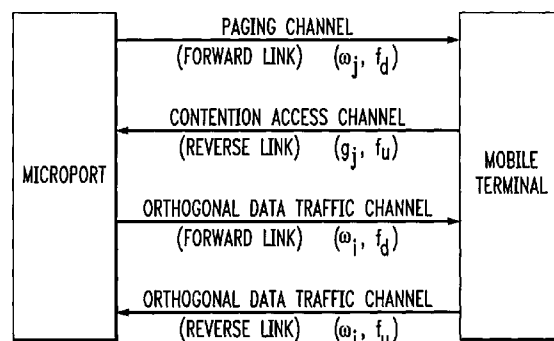 PAGING CHANNEL
(FORWARD LINK) (ωj, fd)
CONTENTION ACCESS CHANNEL
(REVERSE LINK) (gj, fu)
MICROPORT
MOBILE
TERMINAL
ORTHOGONAL DATA TRAFFIC CHANNEL
(FORWARD LINK) (ωi, fd)
ORTHOGONAL DATA TRAFFIC CHANNEL
(REVERSE LINK) (ωi, fu)